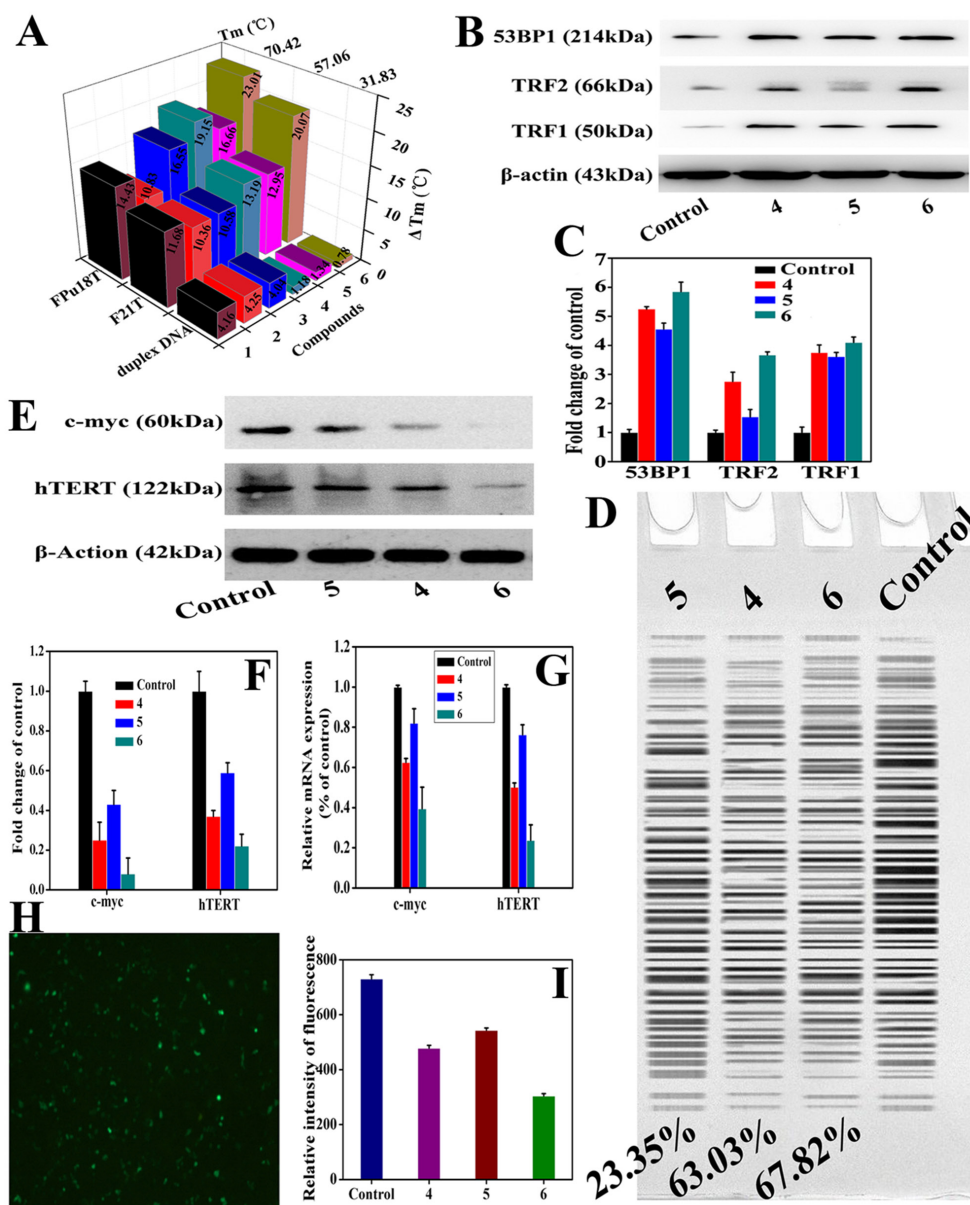 A
Tm (℃)
70.42
57.06
31.83
25
20
15
10
5
0
Δ Tm (℃)
23.01
20.07
0.78
16.66
12.95
1.34
19.15
13.19
1.18
16.55
10.58
4.04
10.83
10.36
4.25
14.43
11.68
4.16
FPu18T
F21T
duplex DNA
1
2
3
4
5
6
Compounds
B
53BP1 (214kDa)
TRF2 (66kDa)
TRF1 (50kDa)
β-actin (43kDa)
Control 4 5 6
C
Fold change of control
7
6
5
4
3
2
1
0
Control
4
5
6
53BP1 TRF2 TRF1
E
c-myc (60kDa)
hTERT (122kDa)
β-Action (42kDa)
Control 5 4 6
D
5 4 6 Control
23.35% 63.03% 67.82%
F
Fold change of control
1.2
1.0
0.8
0.6
0.4
0.2
0.0
Control
4
5
6
c-myc hTERT
G
Relative mRNA expression
(% of control)
1.2
1.0
0.8
0.6
0.4
0.2
0.0
Control
4
5
6
c-myc hTERT
H
I
Relative intensity of fluorescence
800
600
400
200
0
Control 4 5 6